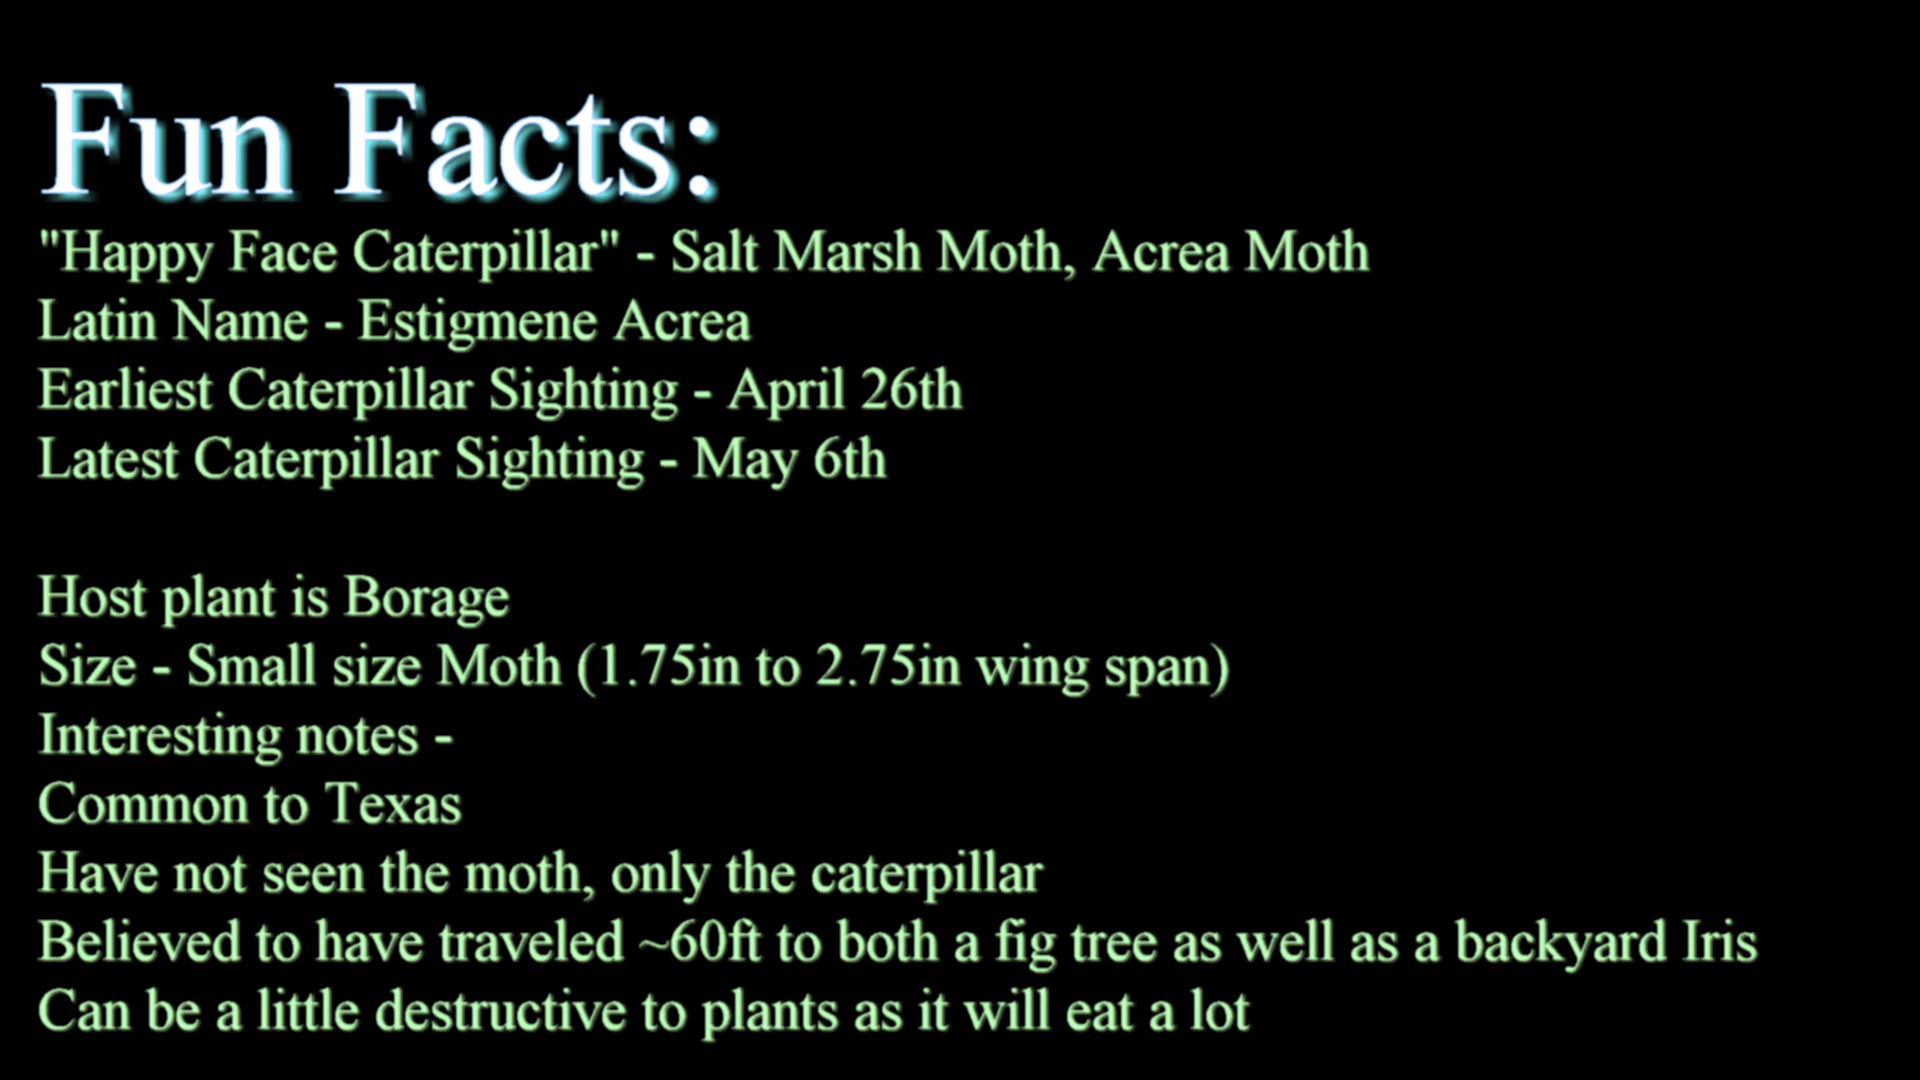 Fun Facts:
"Happy Face Caterpillar" - Salt Marsh Moth, Acrea Moth
Latin Name - Estigmene Acrea
Earliest Caterpillar Sighting - April 26th
Latest Caterpillar Sighting - May 6th
Host plant is Borage
Size - Small size Moth (1.75in to 2.75in wing span)
Interesting notes -
Common to Texas
Have not seen the moth, only the caterpillar
Believed to have traveled ~60ft to both a fig tree as well as a backyard Iris
Can be a little destructive to plants as it will eat a lot